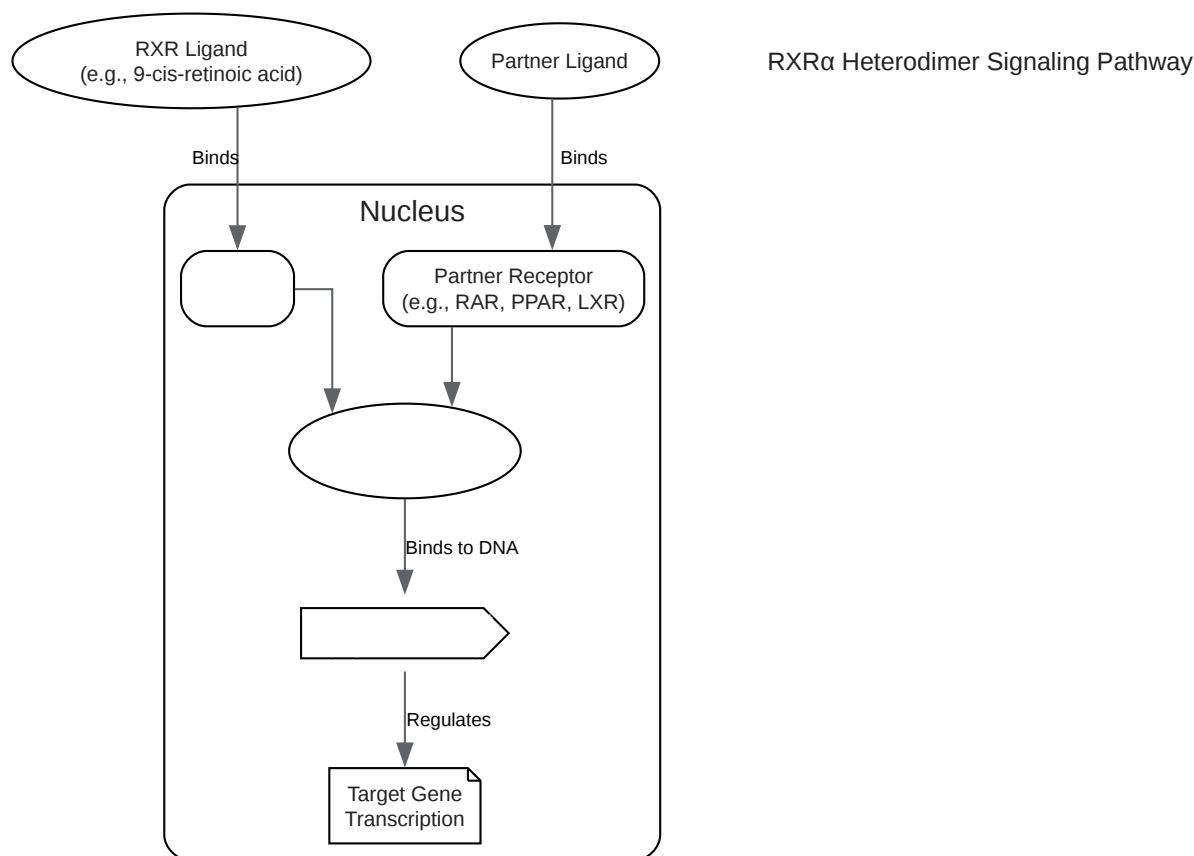 RXR Ligand
(e.g., 9-cis-retinoic acid)
Partner Ligand
RXRα Heterodimer Signaling Pathway
Binds
Binds
Nucleus
Partner Receptor
(e.g., RAR, PPAR, LXR)
Binds to DNA
Regulates
Target Gene
Transcription